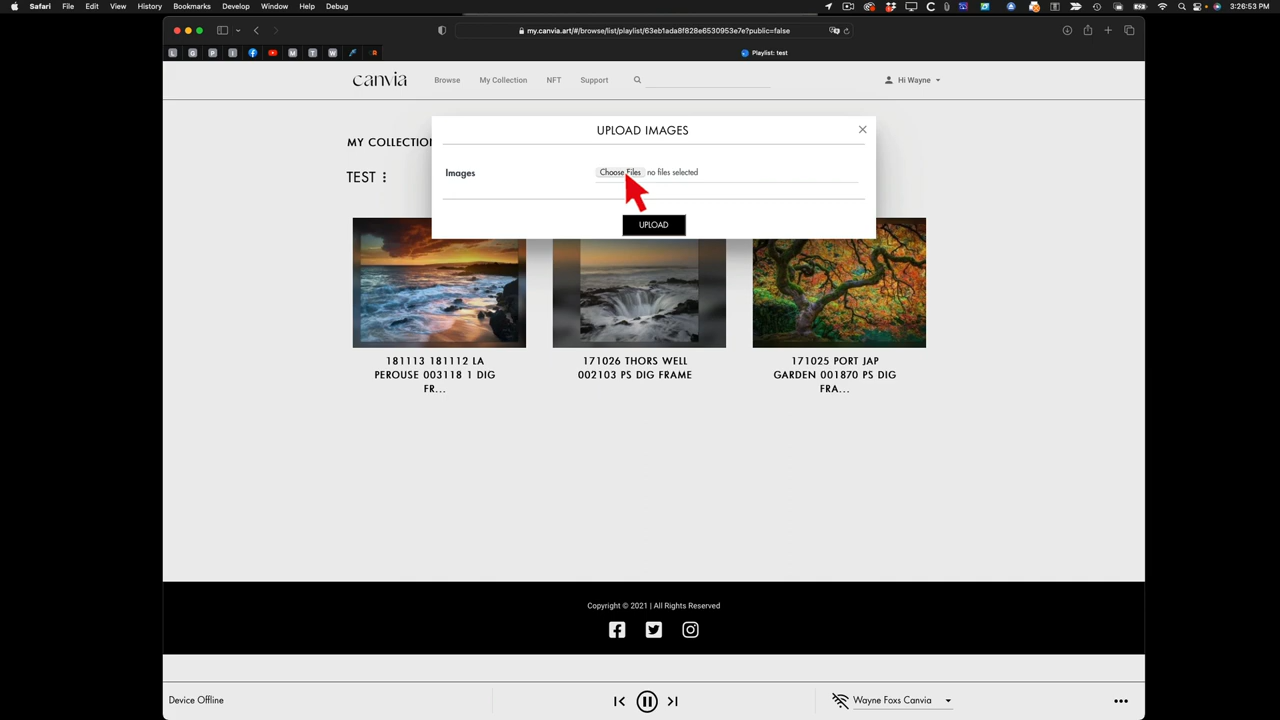 Safari File Edit View History Bookmarks Develop Window Help Debug
3:26:53 PM
my.canvia.art/#/browse/list/playlist/63eb1ada8f828e6530953e7e?public=false
L G P I M T W
Playlist: test
canvia Browse My Collection NFT Support Hi Wayne
UPLOAD IMAGES
MY COLLECTIO
Images Choose Files no files selected
TEST
UPLOAD
181113 181112 LA
PEROUSE 003118 1 DIG
FR...
171026 THORS WELL
002103 PS DIG FRAME
171025 PORT JAP
GARDEN 001870 PS DIG
FRA...
Copyright © 2021 | All Rights Reserved
Device Offline Wayne Foxs Canvia